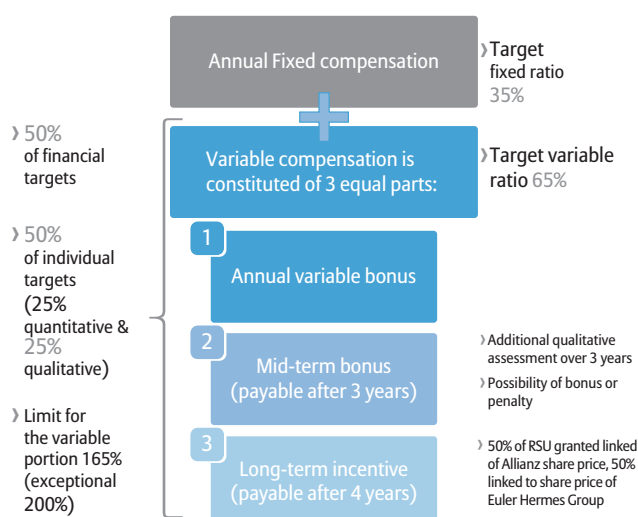 Annual Fixed compensation
❯ Target
fixed ratio
35%
❯ 50%
of financial
targets
Variable compensation is
constituted of 3 equal parts:
❯ Target variable
ratio 65%
❯ 50%
of individual
targets
(25%
quantitative &
25%
qualitative)
1
Annual variable bonus
2
Mid-term bonus
(payable after 3 years)
❯ Additional qualitative
assessment over 3 years
❯ Possibility of bonus or
penalty
❯ Limit for
the variable
portion 165%
(exceptional
200%)
3
Long-term incentive
(payable after 4 years)
❯ 50% of RSU granted linked
of Allianz share price, 50%
linked to share price of
Euler Hermes Group